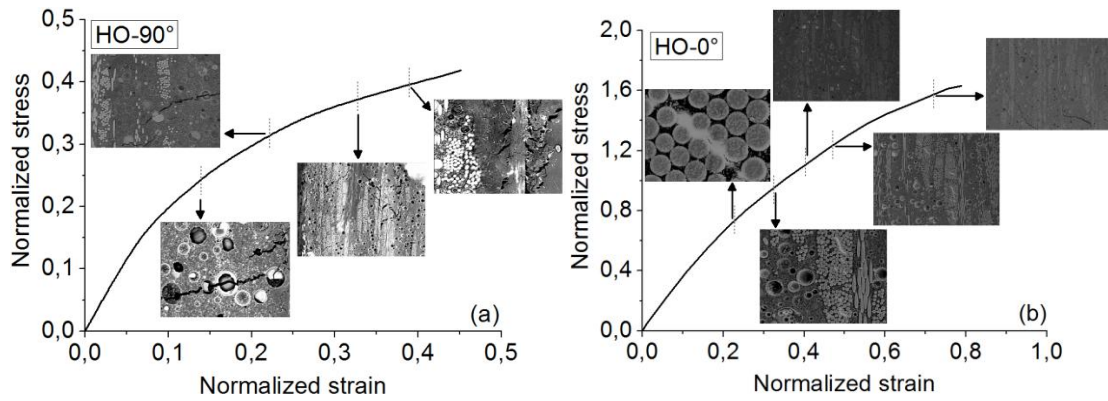 HO-90°
Normalized stress
0,5
0,4
0,3
0,2
0,1
0,0
0,0 0,1 0,2 0,3 0,4 0,5
Normalized strain
(a)
HO-0°
Normalized stress
2,0
1,6
1,2
0,8
0,4
0,0
0,0 0,2 0,4 0,6 0,8 1,0
Normalized strain
(b)